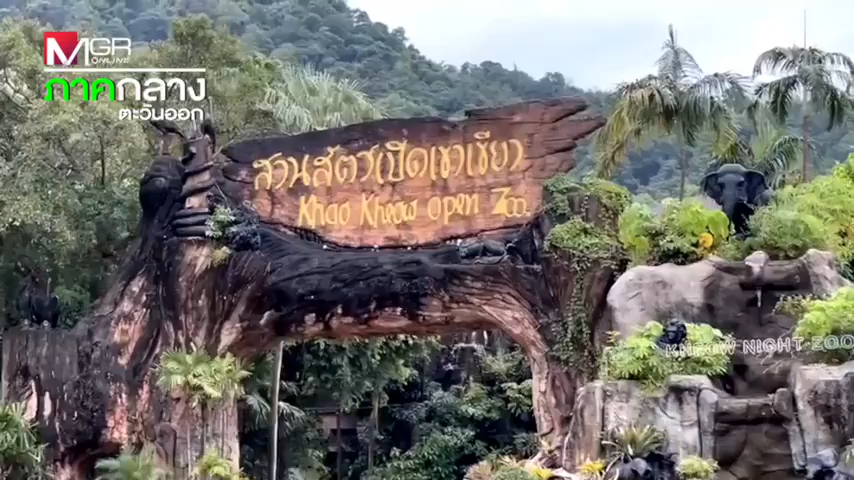 MGR
ONLINE
ภาคกลาง
ตะวันออก
สวนสัตว์เปิดเขาเขียว
Khao Kheow open Zoo.
KHEOW NIGHT ZOO